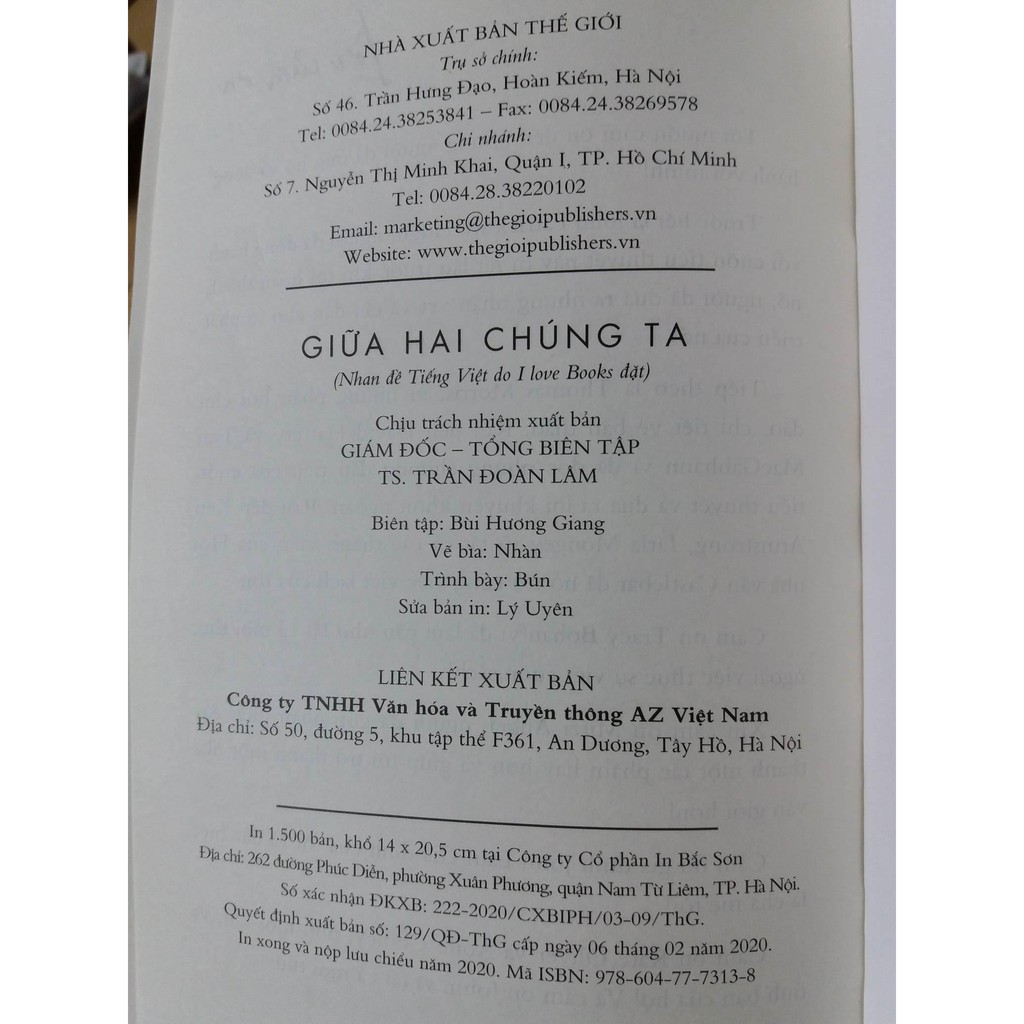 NHÀ XUẤT BẢN THẾ GIỚI
Trụ sở chính:
Số 46. Trần Hưng Đạo, Hoàn Kiếm, Hà Nội
Tel: 0084.24.38253841 – Fax: 0084.24.38269578
Chi nhánh:
Số 7. Nguyễn Thị Minh Khai, Quận I, TP. Hồ Chí Minh
Tel: 0084.28.38220102
Email: marketing@thegioipublishers.vn
Website: www.thegioipublishers.vn
GIỮA HAI CHÚNG TA
(Nhan đề Tiếng Việt do I love Books đặt)
Chịu trách nhiệm xuất bản
GIÁM ĐỐC – TỔNG BIÊN TẬP
TS. TRẦN ĐOÀN LÂM
Biên tập: Bùi Hương Giang
Vẽ bìa: Nhàn
Trình bày: Bún
Sửa bản in: Lý Uyên
LIÊN KẾT XUẤT BẢN
Công ty TNHH Văn hóa và Truyền thông AZ Việt Nam
Địa chỉ: Số 50, đường 5, khu tập thể F361, An Dương, Tây Hồ, Hà Nội
In 1.500 bản, khổ 14 x 20,5 cm tại Công ty Cổ phần In Bắc Sơn
Địa chỉ: 262 đường Phúc Diễn, phường Xuân Phương, quận Nam Từ Liêm, TP. Hà Nội.
Số xác nhận ĐKXB: 222-2020/CXBIPH/03-09/ThG.
Quyết định xuất bản số: 129/QĐ-ThG cấp ngày 06 tháng 02 năm 2020.
In xong và nộp lưu chiểu năm 2020. Mã ISBN: 978-604-77-7313-8